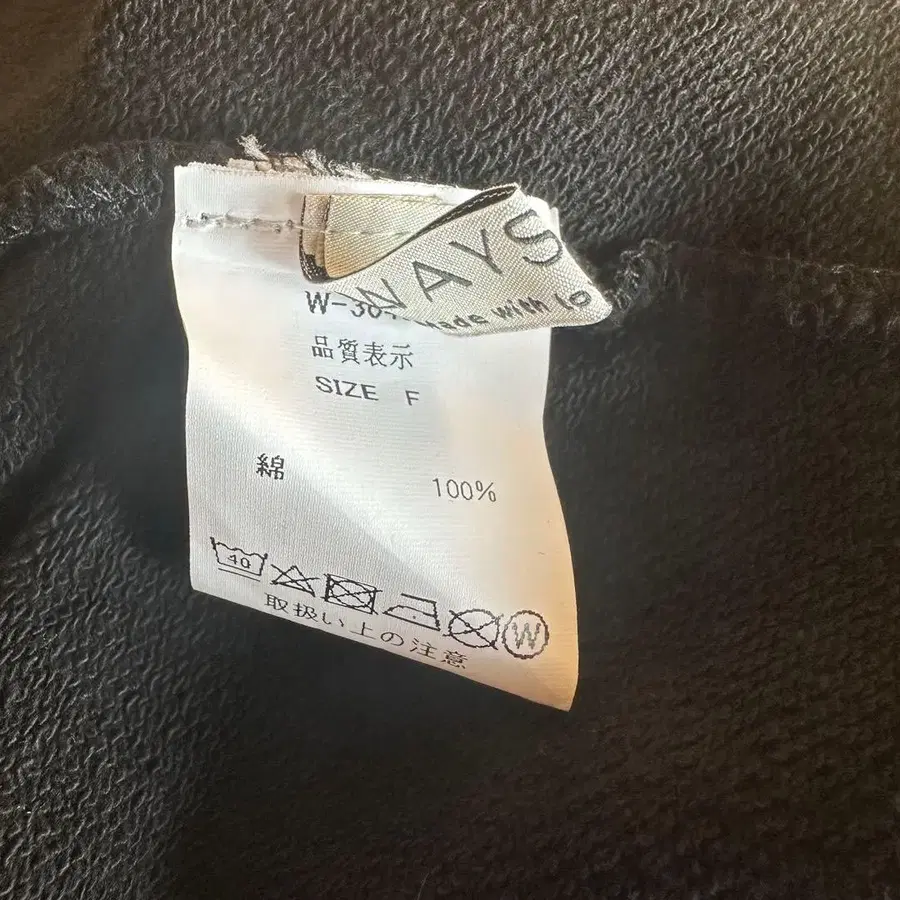 NAYS
made with lo
W-30
品質表示
SIZE F
綿 100%
40
W
取扱い上の注意